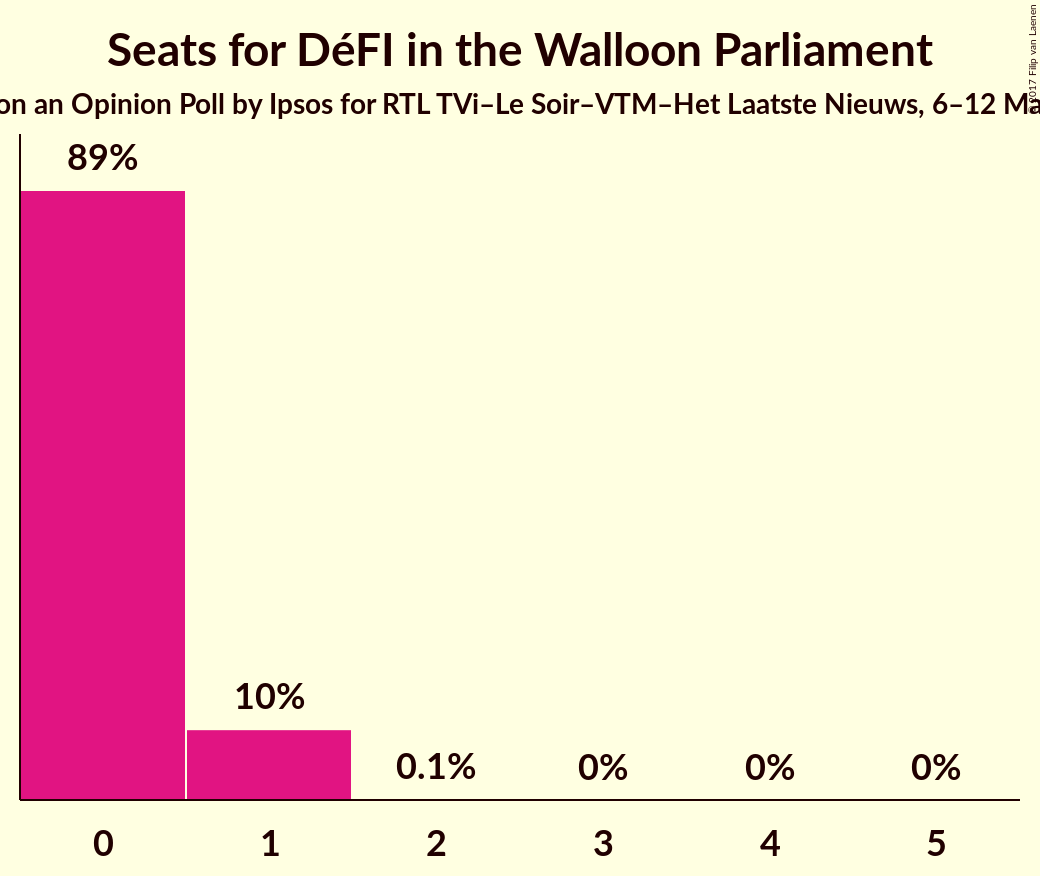 Seats for DéFI in the Walloon Parliament
on an Opinion Poll by Ipsos for RTL TVi–Le Soir–VTM–Het Laatste Nieuws, 6–12
© 2017 Filip van Laenen
89%
10%
0.1%
0%
0%
0%
0 1 2 3 4 5